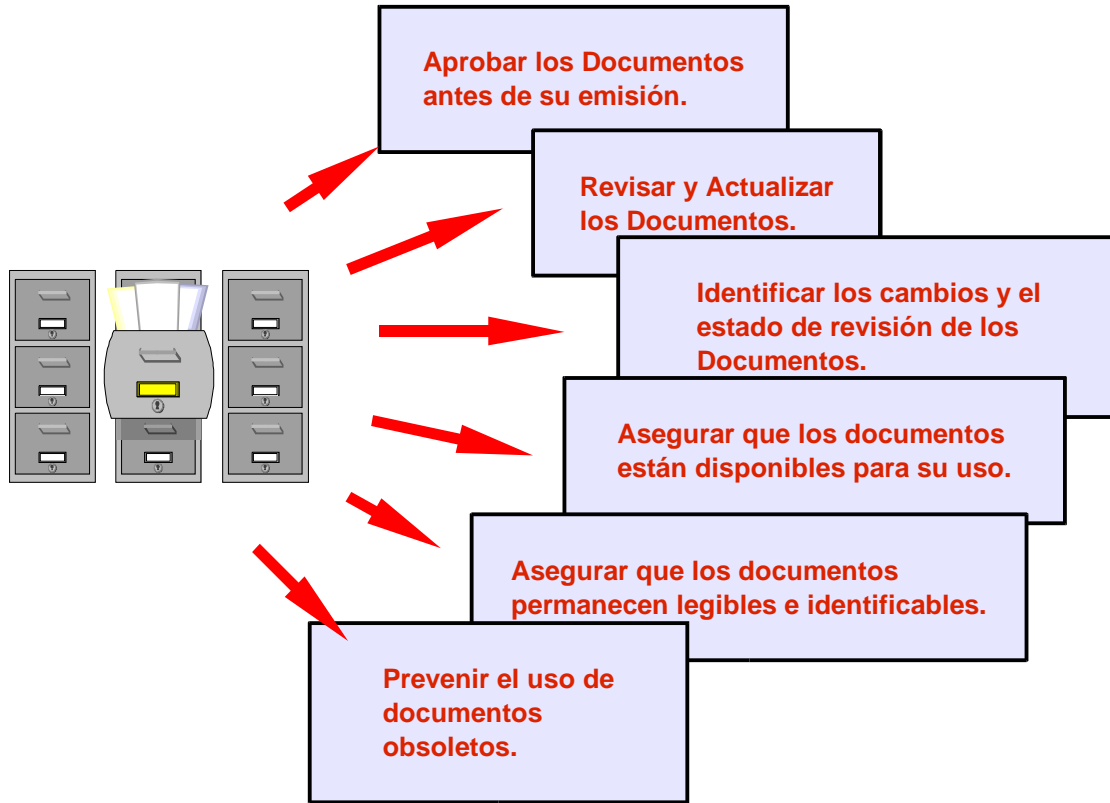 Aprobar los Documentos
antes de su emisión.
Revisar y Actualizar
los Documentos.
Identificar los cambios y el
estado de revisión de los
Documentos.
Asegurar que los documentos
están disponibles para su uso.
Asegurar que los documentos
permanecen legibles e identificables.
Prevenir el uso de
documentos
obsoletos.